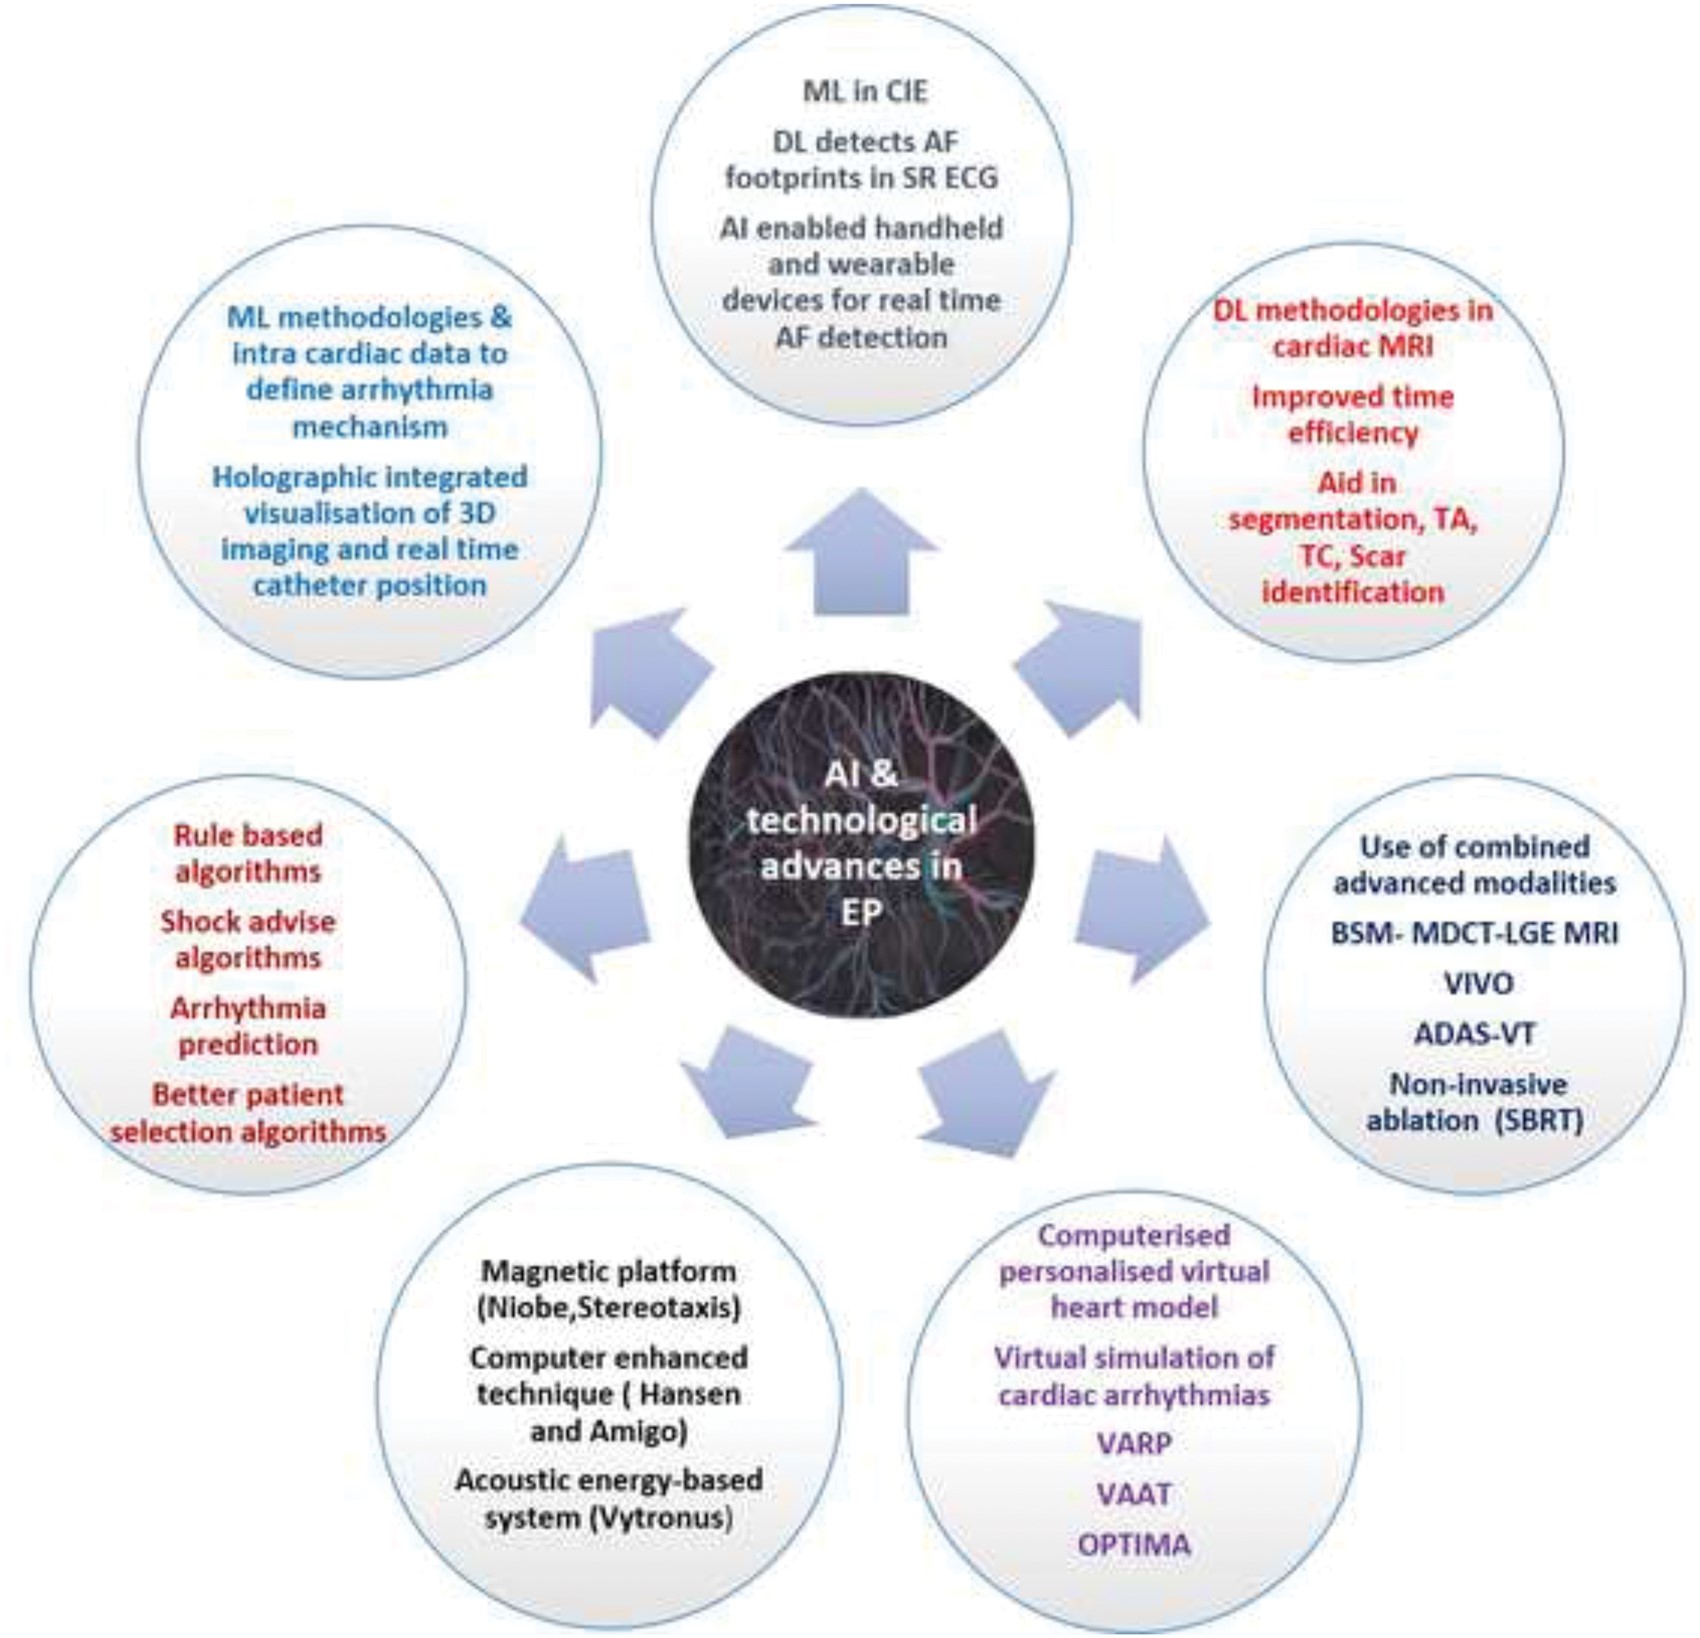 ML in CIE
DL detects AF
footprints in SR ECG
AI enabled handheld
and wearable
devices for real time
AF detection
DL methodologies in
cardiac MRI
Improved time
efficiency
Aid in
segmentation, TA,
TC, Scar
identification
Use of combined
advanced modalities
BSM- MDCT-LGE MRI
VIVO
ADAS-VT
Non-invasive
ablation (SBRT)
Computerised
personalised virtual
heart model
Virtual simulation of
cardiac arrhythmias
VARP
VAAT
OPTIMA
Magnetic platform
(Niobe,Stereotaxis)
Computer enhanced
technique ( Hansen
and Amigo)
Acoustic energy-based
system (Vytronus)
Rule based
algorithms
Shock advise
algorithms
Arrhythmia
prediction
Better patient
selection algorithms
ML methodologies &
intra cardiac data to
define arrhythmia
mechanism
Holographic integrated
visualisation of 3D
imaging and real time
catheter position
AI &
technological
advances in
EP